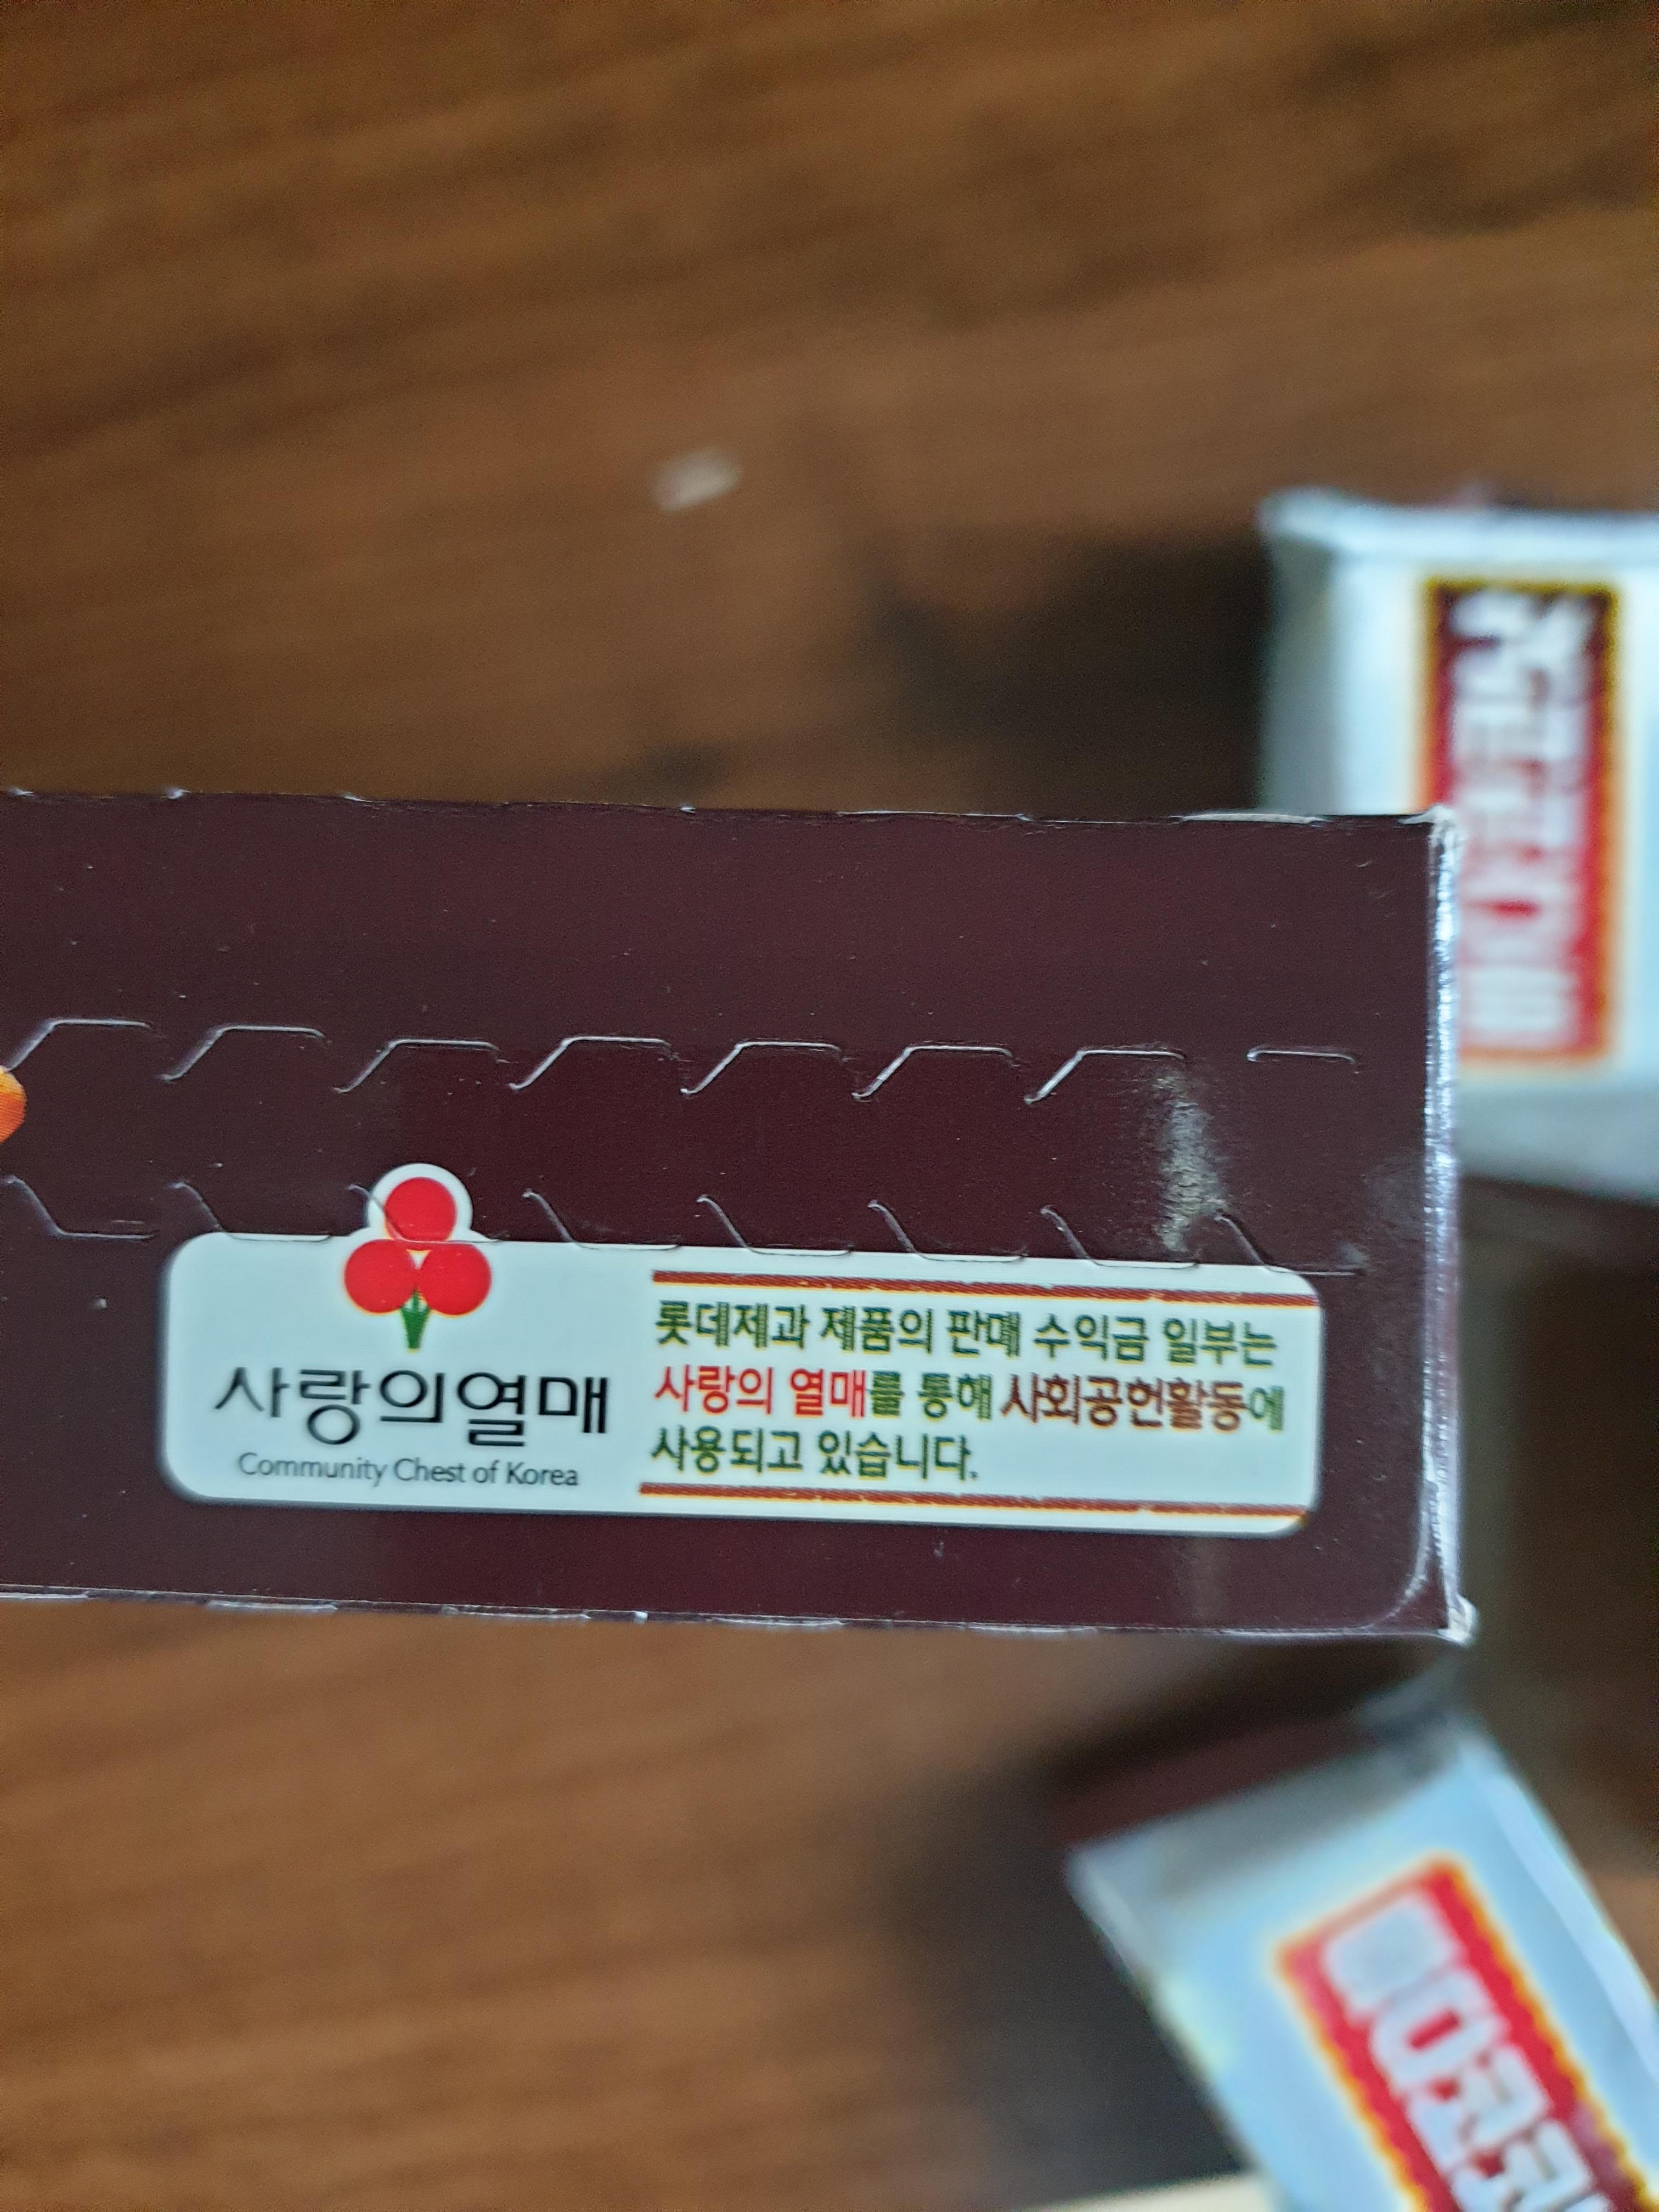 사랑의열매
Community Chest of Korea
롯데제과 제품의 판매 수익금 일부는
사랑의 열매를 통해 사회공헌활동에
사용되고 있습니다.